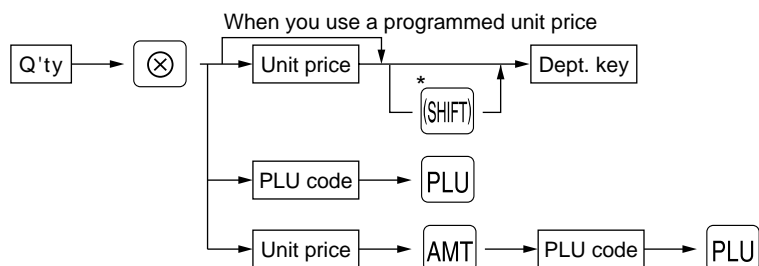 When you use a programmed unit price
Q'ty ⊗ Unit price * (SHIFT) Dept. key
PLU code PLU
Unit price AMT PLU code PLU